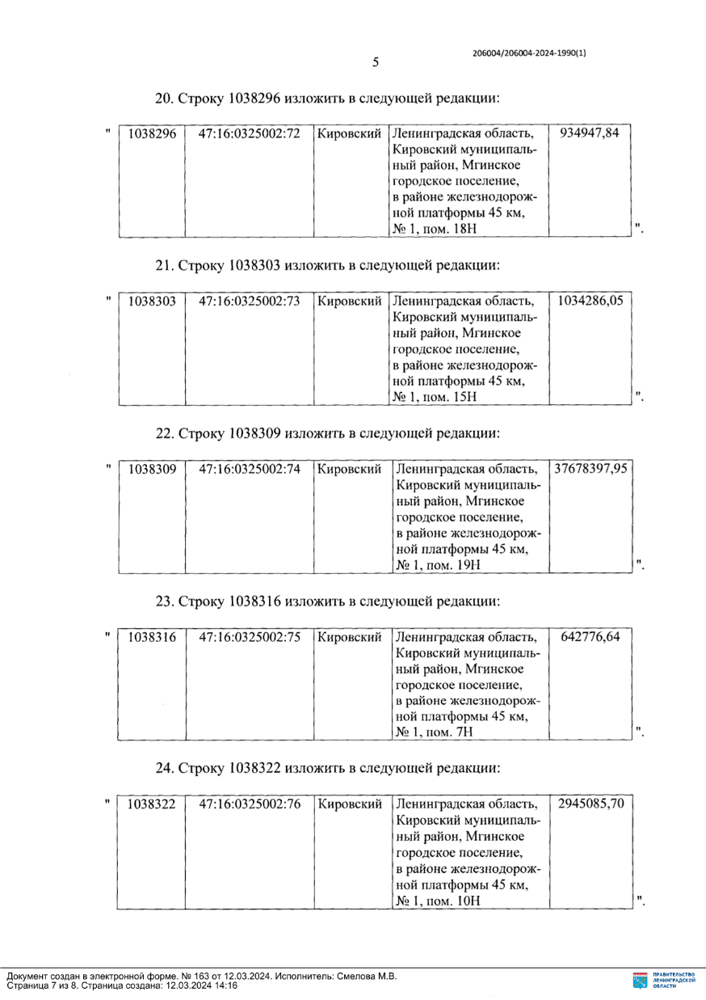 206004/206004-2024-1990(1)
5
20. Строку 1038296 изложить в следующей редакции:
" 1038296 47:16:0325002:72 Кировский Ленинградская область, 934947,84
Кировский муниципаль-
ный район, Мгинское
городское поселение,
в районе железнодорож-
ной платформы 45 км,
№ 1, пом. 18Н ".
21. Строку 1038303 изложить в следующей редакции:
" 1038303 47:16:0325002:73 Кировский Ленинградская область, 1034286,05
Кировский муниципаль-
ный район, Мгинское
городское поселение,
в районе железнодорож-
ной платформы 45 км,
№ 1, пом. 15Н ".
22. Строку 1038309 изложить в следующей редакции:
" 1038309 47:16:0325002:74 Кировский Ленинградская область, 37678397,95
Кировский муниципаль-
ный район, Мгинское
городское поселение,
в районе железнодорож-
ной платформы 45 км,
№ 1, пом. 19Н ".
23. Строку 1038316 изложить в следующей редакции:
" 1038316 47:16:0325002:75 Кировский Ленинградская область, 642776,64
Кировский муниципаль-
ный район, Мгинское
городское поселение,
в районе железнодорож-
ной платформы 45 км,
№ 1, пом. 7Н ".
24. Строку 1038322 изложить в следующей редакции:
" 1038322 47:16:0325002:76 Кировский Ленинградская область, 2945085,70
Кировский муниципаль-
ный район, Мгинское
городское поселение,
в районе железнодорож-
ной платформы 45 км,
№ 1, пом. 10Н ".
Документ создан в электронной форме. № 163 от 12.03.2024. Исполнитель: Смелова М.В.
Страница 7 из 8. Страница создана: 12.03.2024 14:16
ПРАВИТЕЛЬСТВО
ЛЕНИНГРАДСКОЙ
ОБЛАСТИ